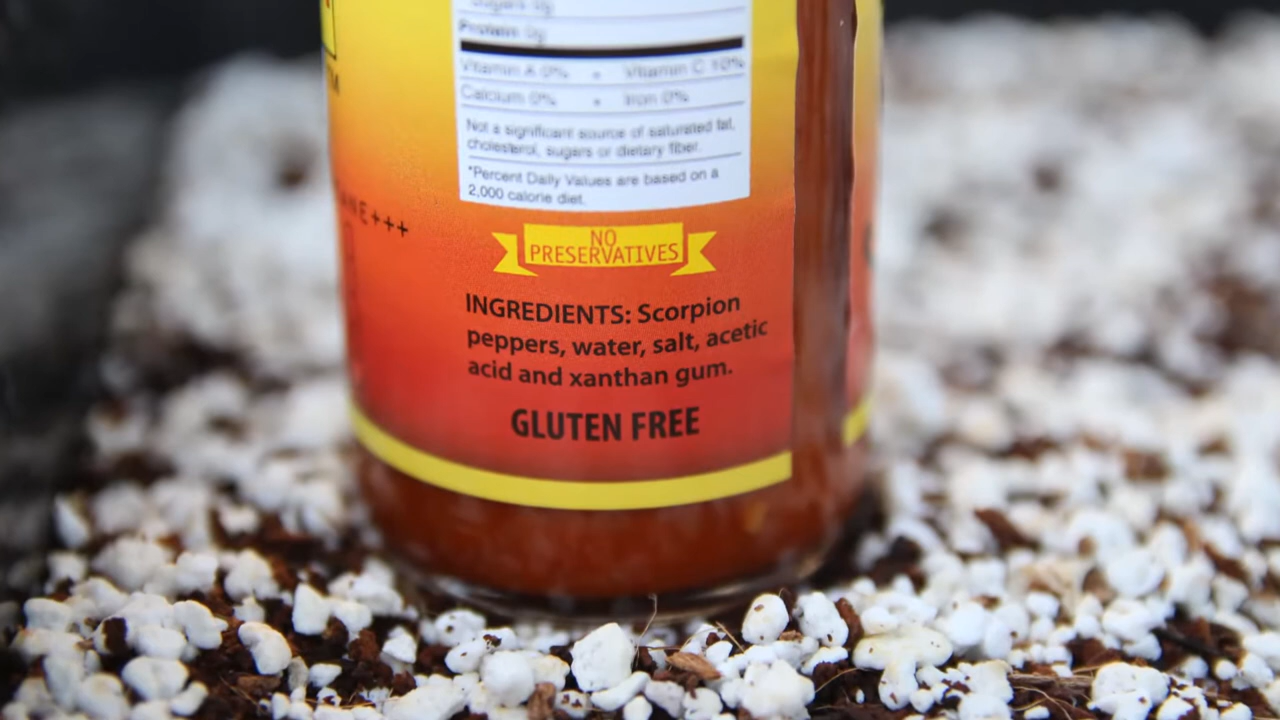 Sugars 0g
Protein 0g
Vitamin A 0% • Vitamin C 10%
Calcium 0% • Iron 0%
Not a significant source of saturated fat,
cholesterol, sugars or dietary fiber.
*Percent Daily Values are based on a
2,000 calorie diet.
+++
NO
PRESERVATIVES
INGREDIENTS: Scorpion
peppers, water, salt, acetic
acid and xanthan gum.
GLUTEN FREE